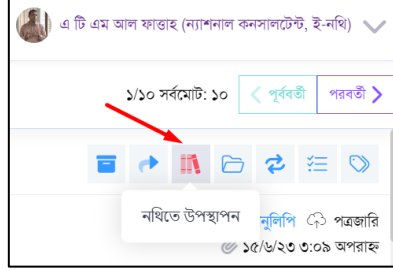 এ টি এম আল ফাত্তাহ (ন্যাশনাল কনসালটেন্ট, ই-নথি)
১/১০ সর্বমোট: ১০ পূর্ববর্তী পরবর্তী
নথিতে উপস্থাপন
নুলিপি পত্রজারি
১৫/৬/২৩ ৩:০৯ অপরাহ্ন